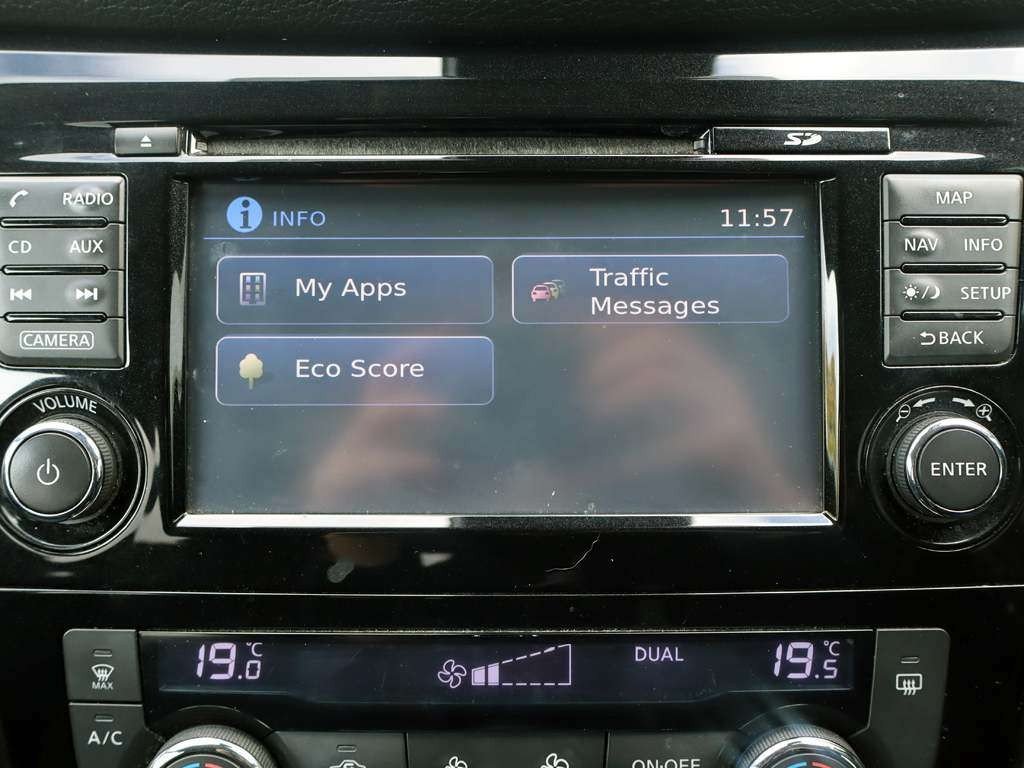 SD
RADIO
CD AUX
CAMERA
VOLUME
i INFO 11:57
My Apps
Traffic
Messages
Eco Score
MAP
NAV INFO
SETUP
BACK
ENTER
MAX
19.0 °C
DUAL
19.5 °C
A/C
ON·OFF